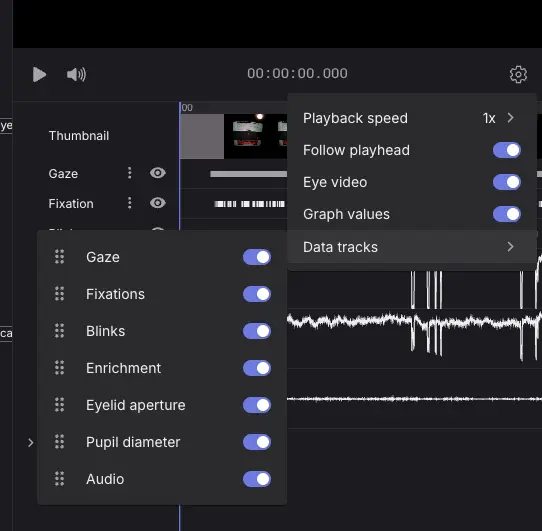 00:00:00.000
00
Playback speed 1x
Follow playhead
Eye video
Graph values
Data tracks
Thumbnail
ye
Gaze
Fixation
Gaze
Fixations
Blinks
Enrichment
Eyelid aperture
Pupil diameter
Audio
ca